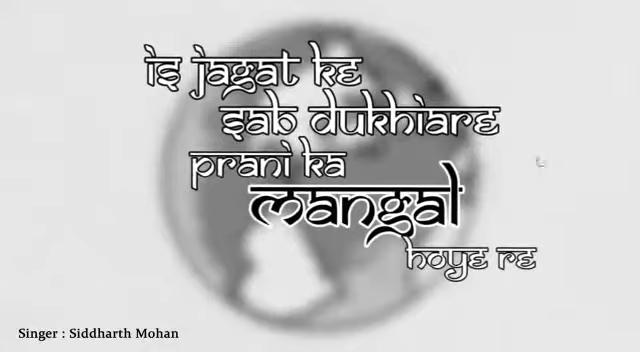 is jagat ke
sab dukhiare
prani ka
mangal
hoye re
Singer : Siddharth Mohan